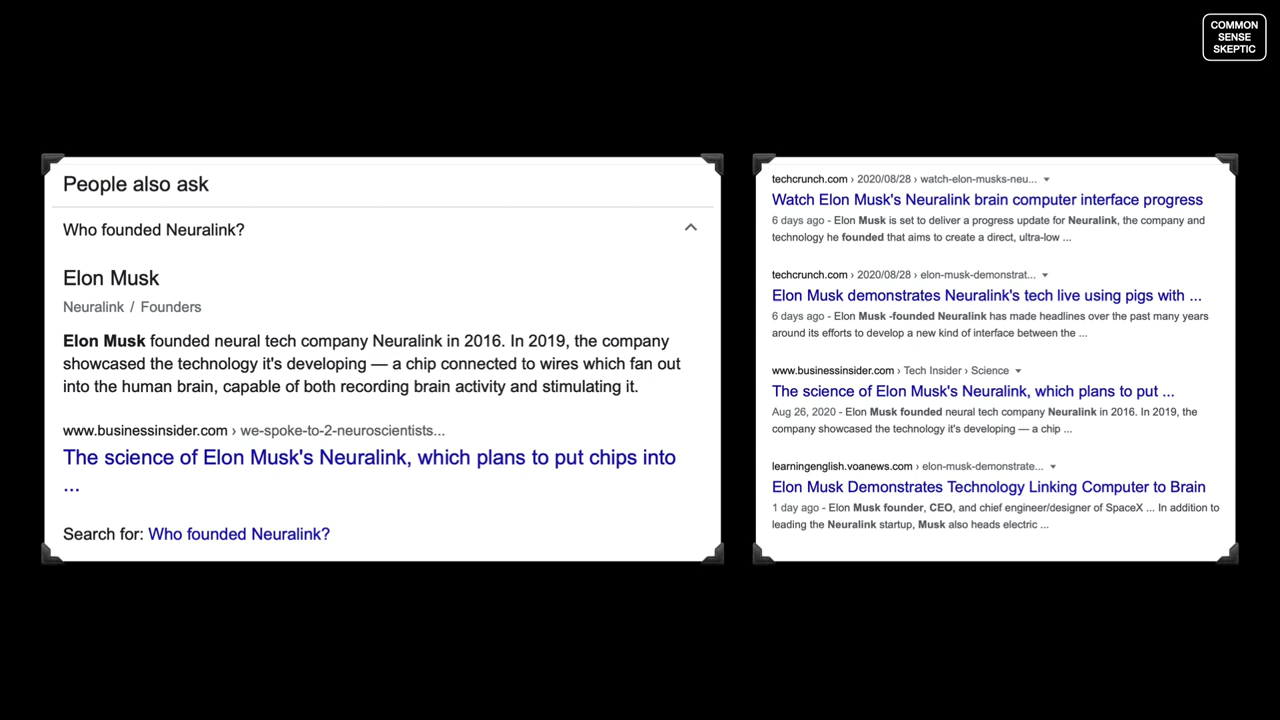 COMMON
SENSE
SKEPTIC
People also ask
Who founded Neuralink?
Elon Musk
Neuralink / Founders
Elon Musk founded neural tech company Neuralink in 2016. In 2019, the company
showcased the technology it's developing — a chip connected to wires which fan out
into the human brain, capable of both recording brain activity and stimulating it.
www.businessinsider.com › we-spoke-to-2-neuroscientists...
The science of Elon Musk's Neuralink, which plans to put chips into
...
Search for: Who founded Neuralink?
techcrunch.com › 2020/08/28 › watch-elon-musks-neu...
Watch Elon Musk's Neuralink brain computer interface progress
6 days ago - Elon Musk is set to deliver a progress update for Neuralink, the company and
technology he founded that aims to create a direct, ultra-low ...
techcrunch.com › 2020/08/28 › elon-musk-demonstrat...
Elon Musk demonstrates Neuralink's tech live using pigs with ...
6 days ago - Elon Musk -founded Neuralink has made headlines over the past many years
around its efforts to develop a new kind of interface between the ...
www.businessinsider.com › Tech Insider › Science
The science of Elon Musk's Neuralink, which plans to put ...
Aug 26, 2020 - Elon Musk founded neural tech company Neuralink in 2016. In 2019, the
company showcased the technology it's developing — a chip ...
learningenglish.voanews.com › elon-musk-demonstrate...
Elon Musk Demonstrates Technology Linking Computer to Brain
1 day ago - Elon Musk founder, CEO, and chief engineer/designer of SpaceX ... In addition to
leading the Neuralink startup, Musk also heads electric ...